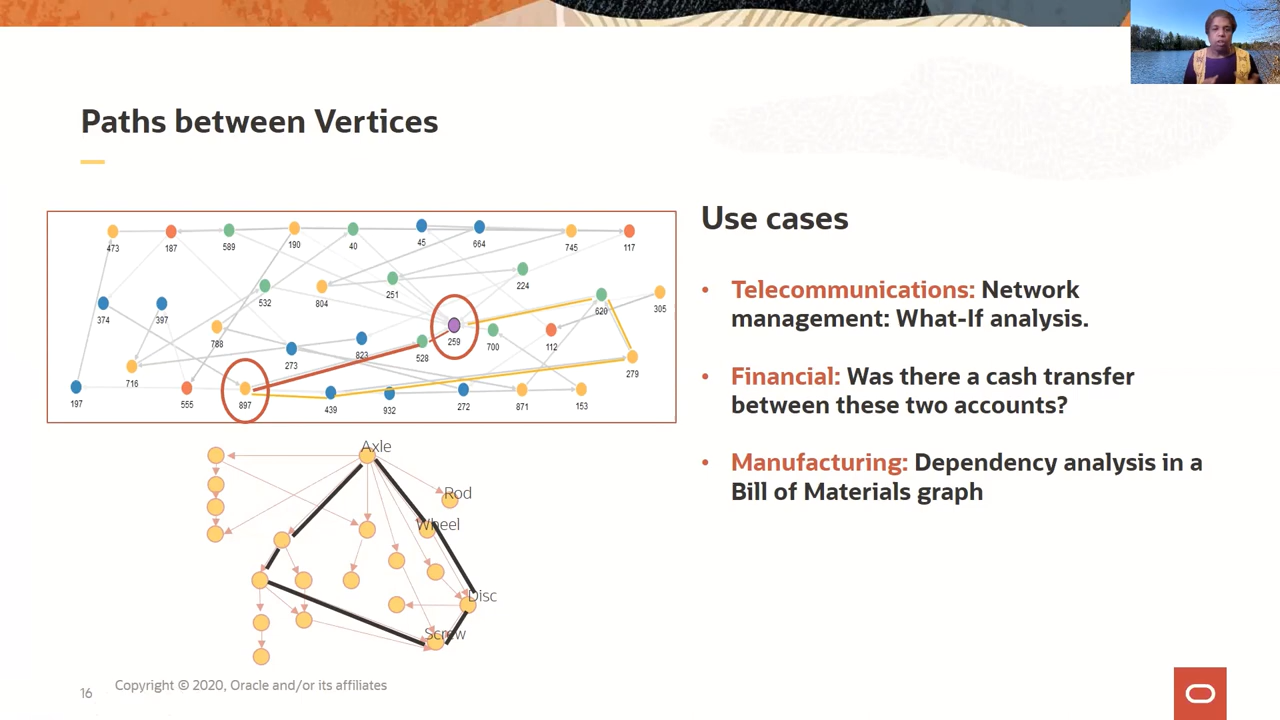 Paths between Vertices
473 187 589 190 40 45 664 745 117
532 804 251 224 620 305
374 397 788 273 823 528 259 700 112 279
716
197 555 897 439 932 272 871 153
Axle
Rod
Wheel
Disc
Screw
Use cases
• Telecommunications: Network
management: What-If analysis.
• Financial: Was there a cash transfer
between these two accounts?
• Manufacturing: Dependency analysis in a
Bill of Materials graph
16
Copyright © 2020, Oracle and/or its affiliates